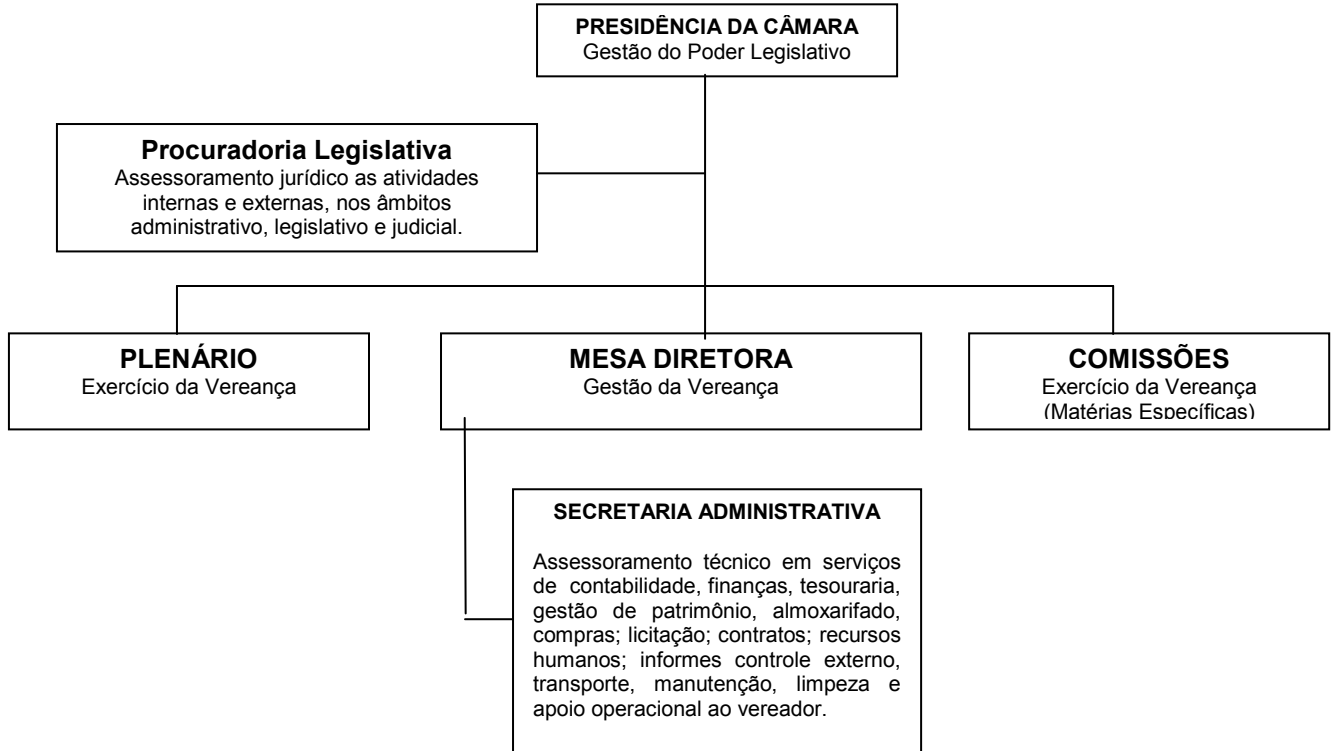 PRESIDÊNCIA DA CÂMARA
Gestão do Poder Legislativo
Procuradoria Legislativa
Assessoramento jurídico as atividades
internas e externas, nos âmbitos
administrativo, legislativo e judicial.
PLENÁRIO
Exercício da Vereança
MESA DIRETORA
Gestão da Vereança
COMISSÕES
Exercício da Vereança
(Matérias Específicas)
SECRETARIA ADMINISTRATIVA
Assessoramento técnico em serviços
de contabilidade, finanças, tesouraria,
gestão de patrimônio, almoxarifado,
compras; licitação; contratos; recursos
humanos; informes controle externo,
transporte, manutenção, limpeza e
apoio operacional ao vereador.